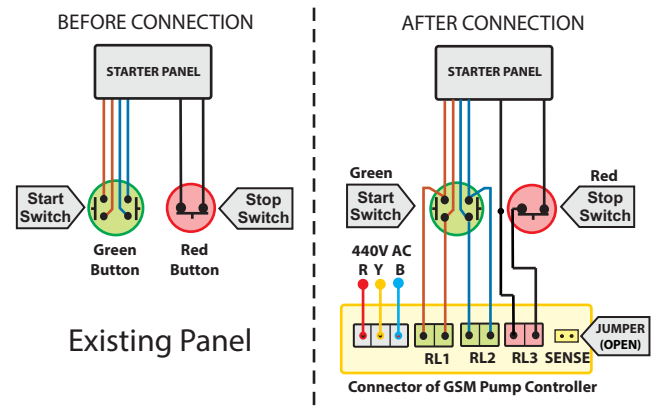 BEFORE CONNECTION
STARTER PANEL
Start
Switch
Stop
Switch
Green
Button
Red
Button
Existing Panel
AFTER CONNECTION
STARTER PANEL
Green
Start
Switch
Red
Stop
Switch
440V AC
R Y B
RL1 RL2 RL3 SENSE
JUMPER
(OPEN)
Connector of GSM Pump Controller